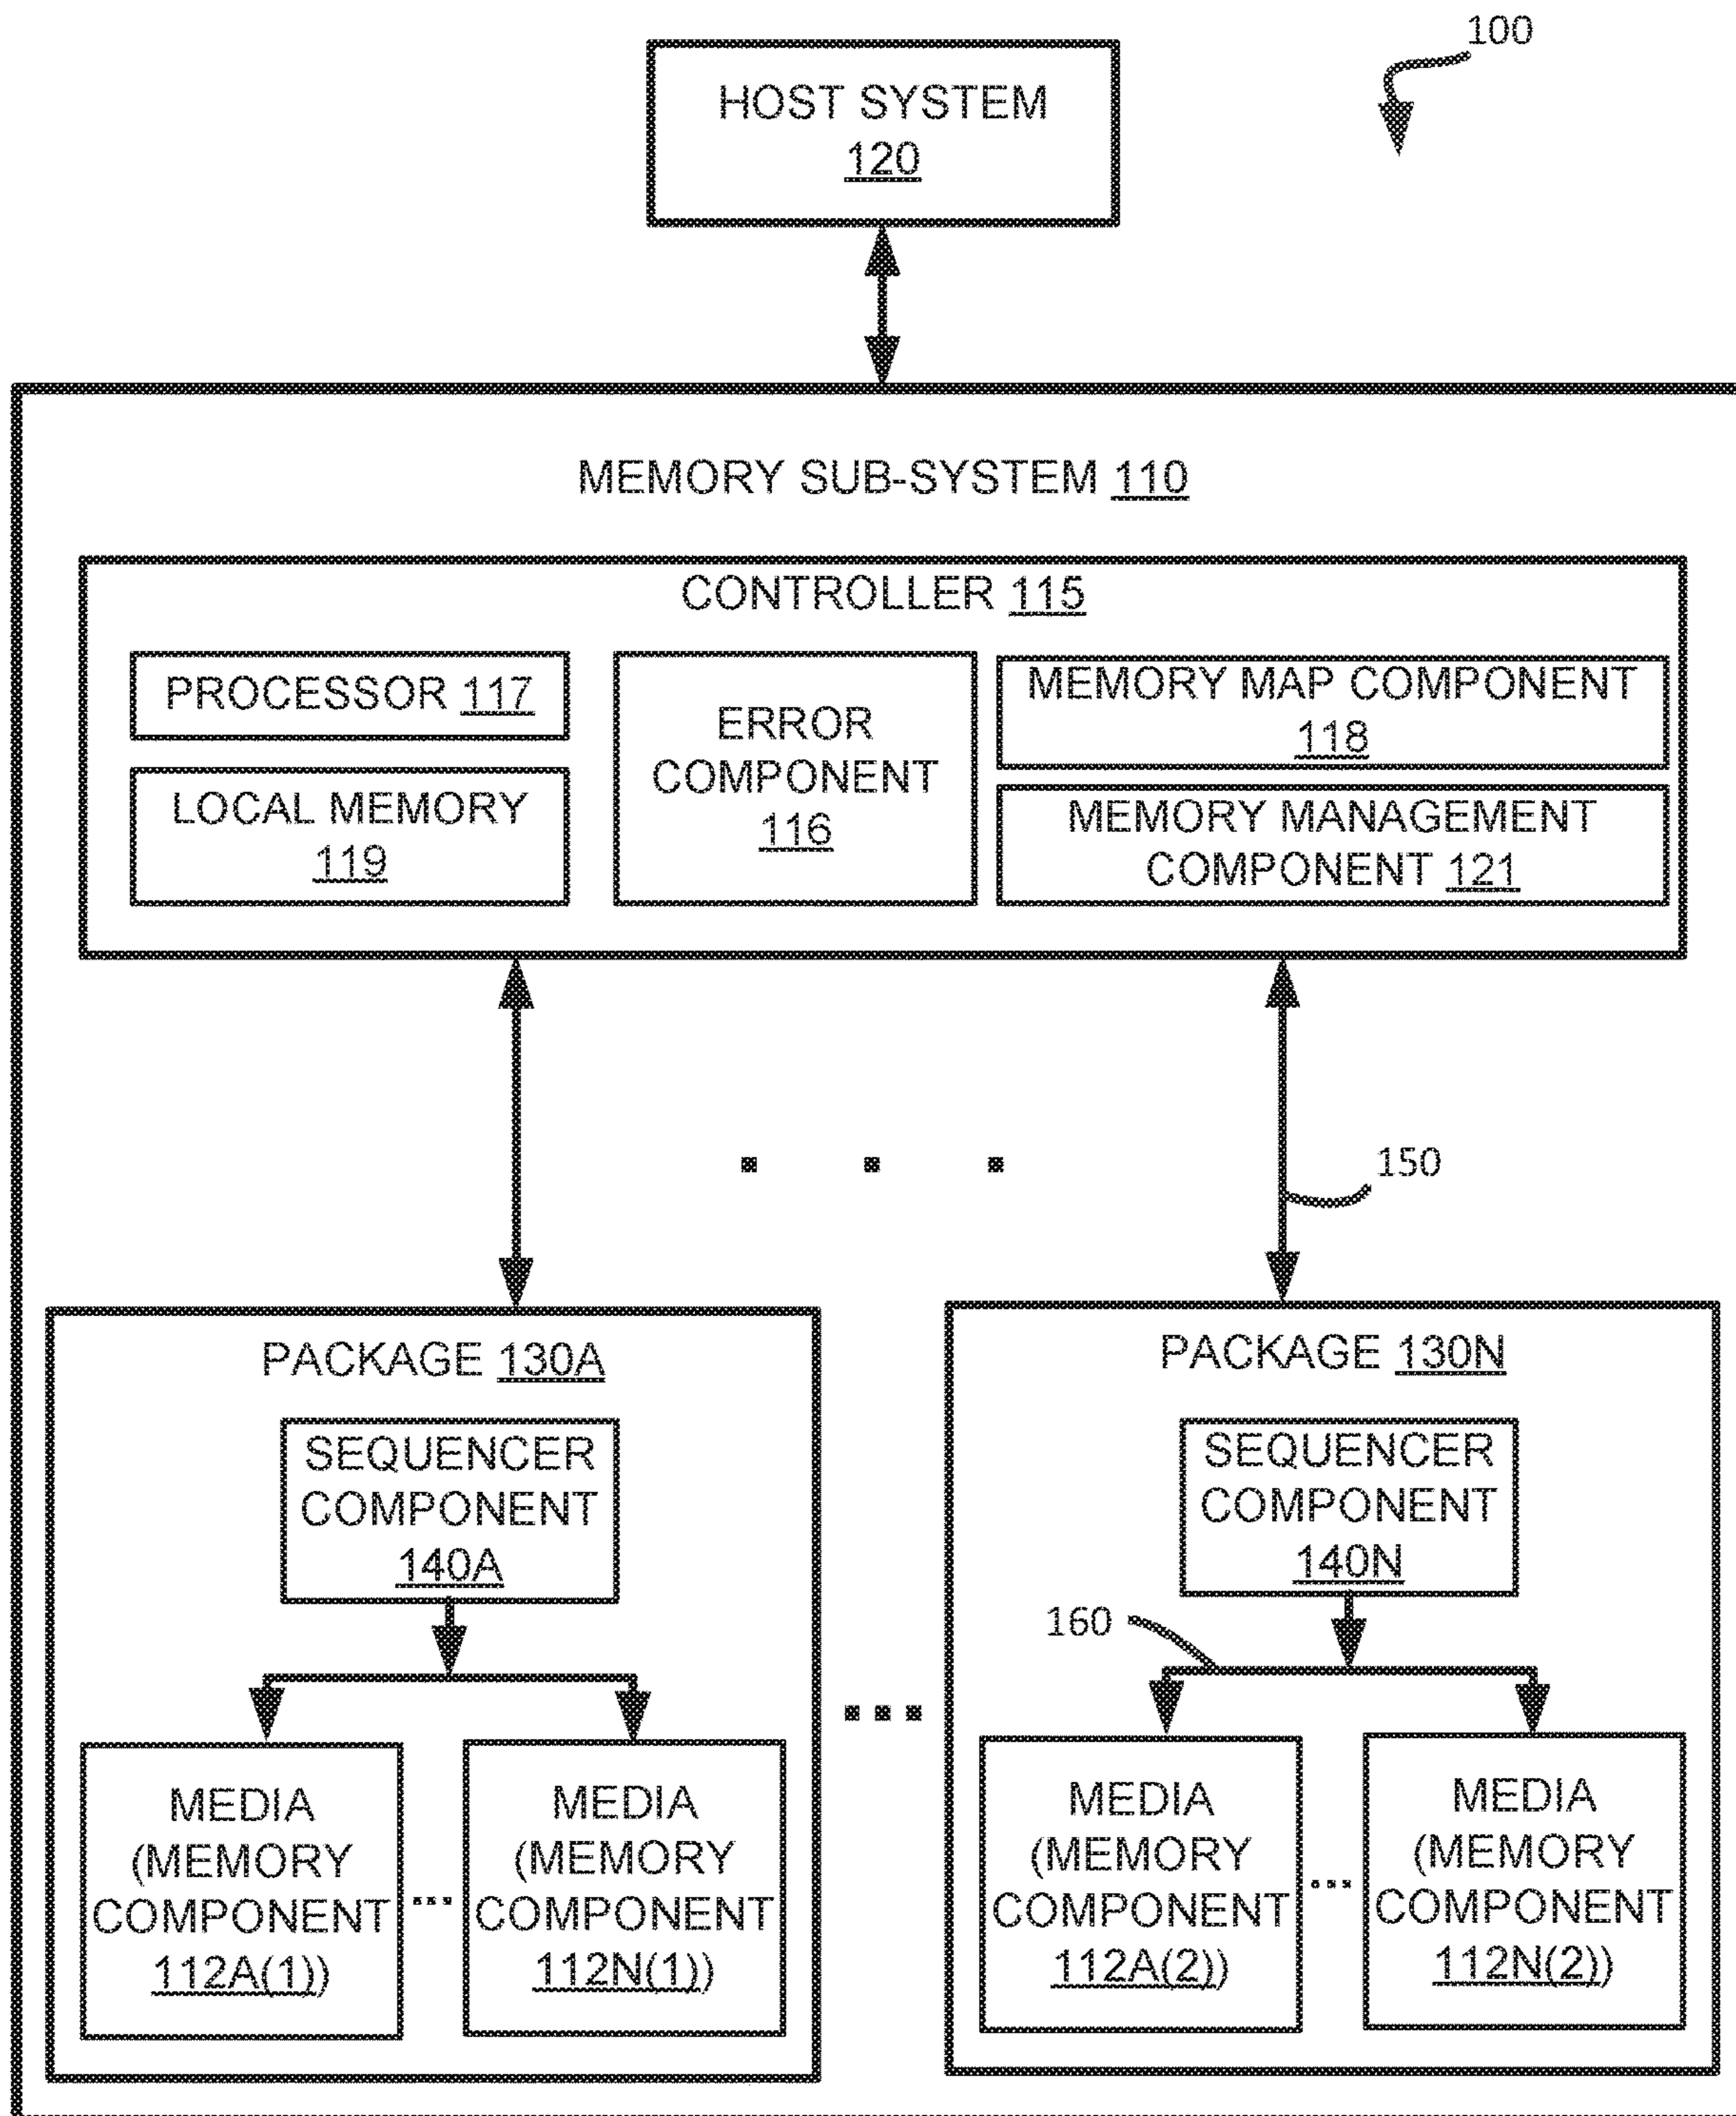 100
HOST SYSTEM
120
MEMORY SUB-SYSTEM 110
CONTROLLER 115
PROCESSOR 117
LOCAL MEMORY
119
ERROR
COMPONENT
116
MEMORY MAP COMPONENT
118
MEMORY MANAGEMENT
COMPONENT 121
. . .
150
PACKAGE 130A
SEQUENCER
COMPONENT
140A
MEDIA
(MEMORY
COMPONENT
112A(1))
...
MEDIA
(MEMORY
COMPONENT
112N(1))
...
PACKAGE 130N
SEQUENCER
COMPONENT
140N
160
MEDIA
(MEMORY
COMPONENT
112A(2))
...
MEDIA
(MEMORY
COMPONENT
112N(2))